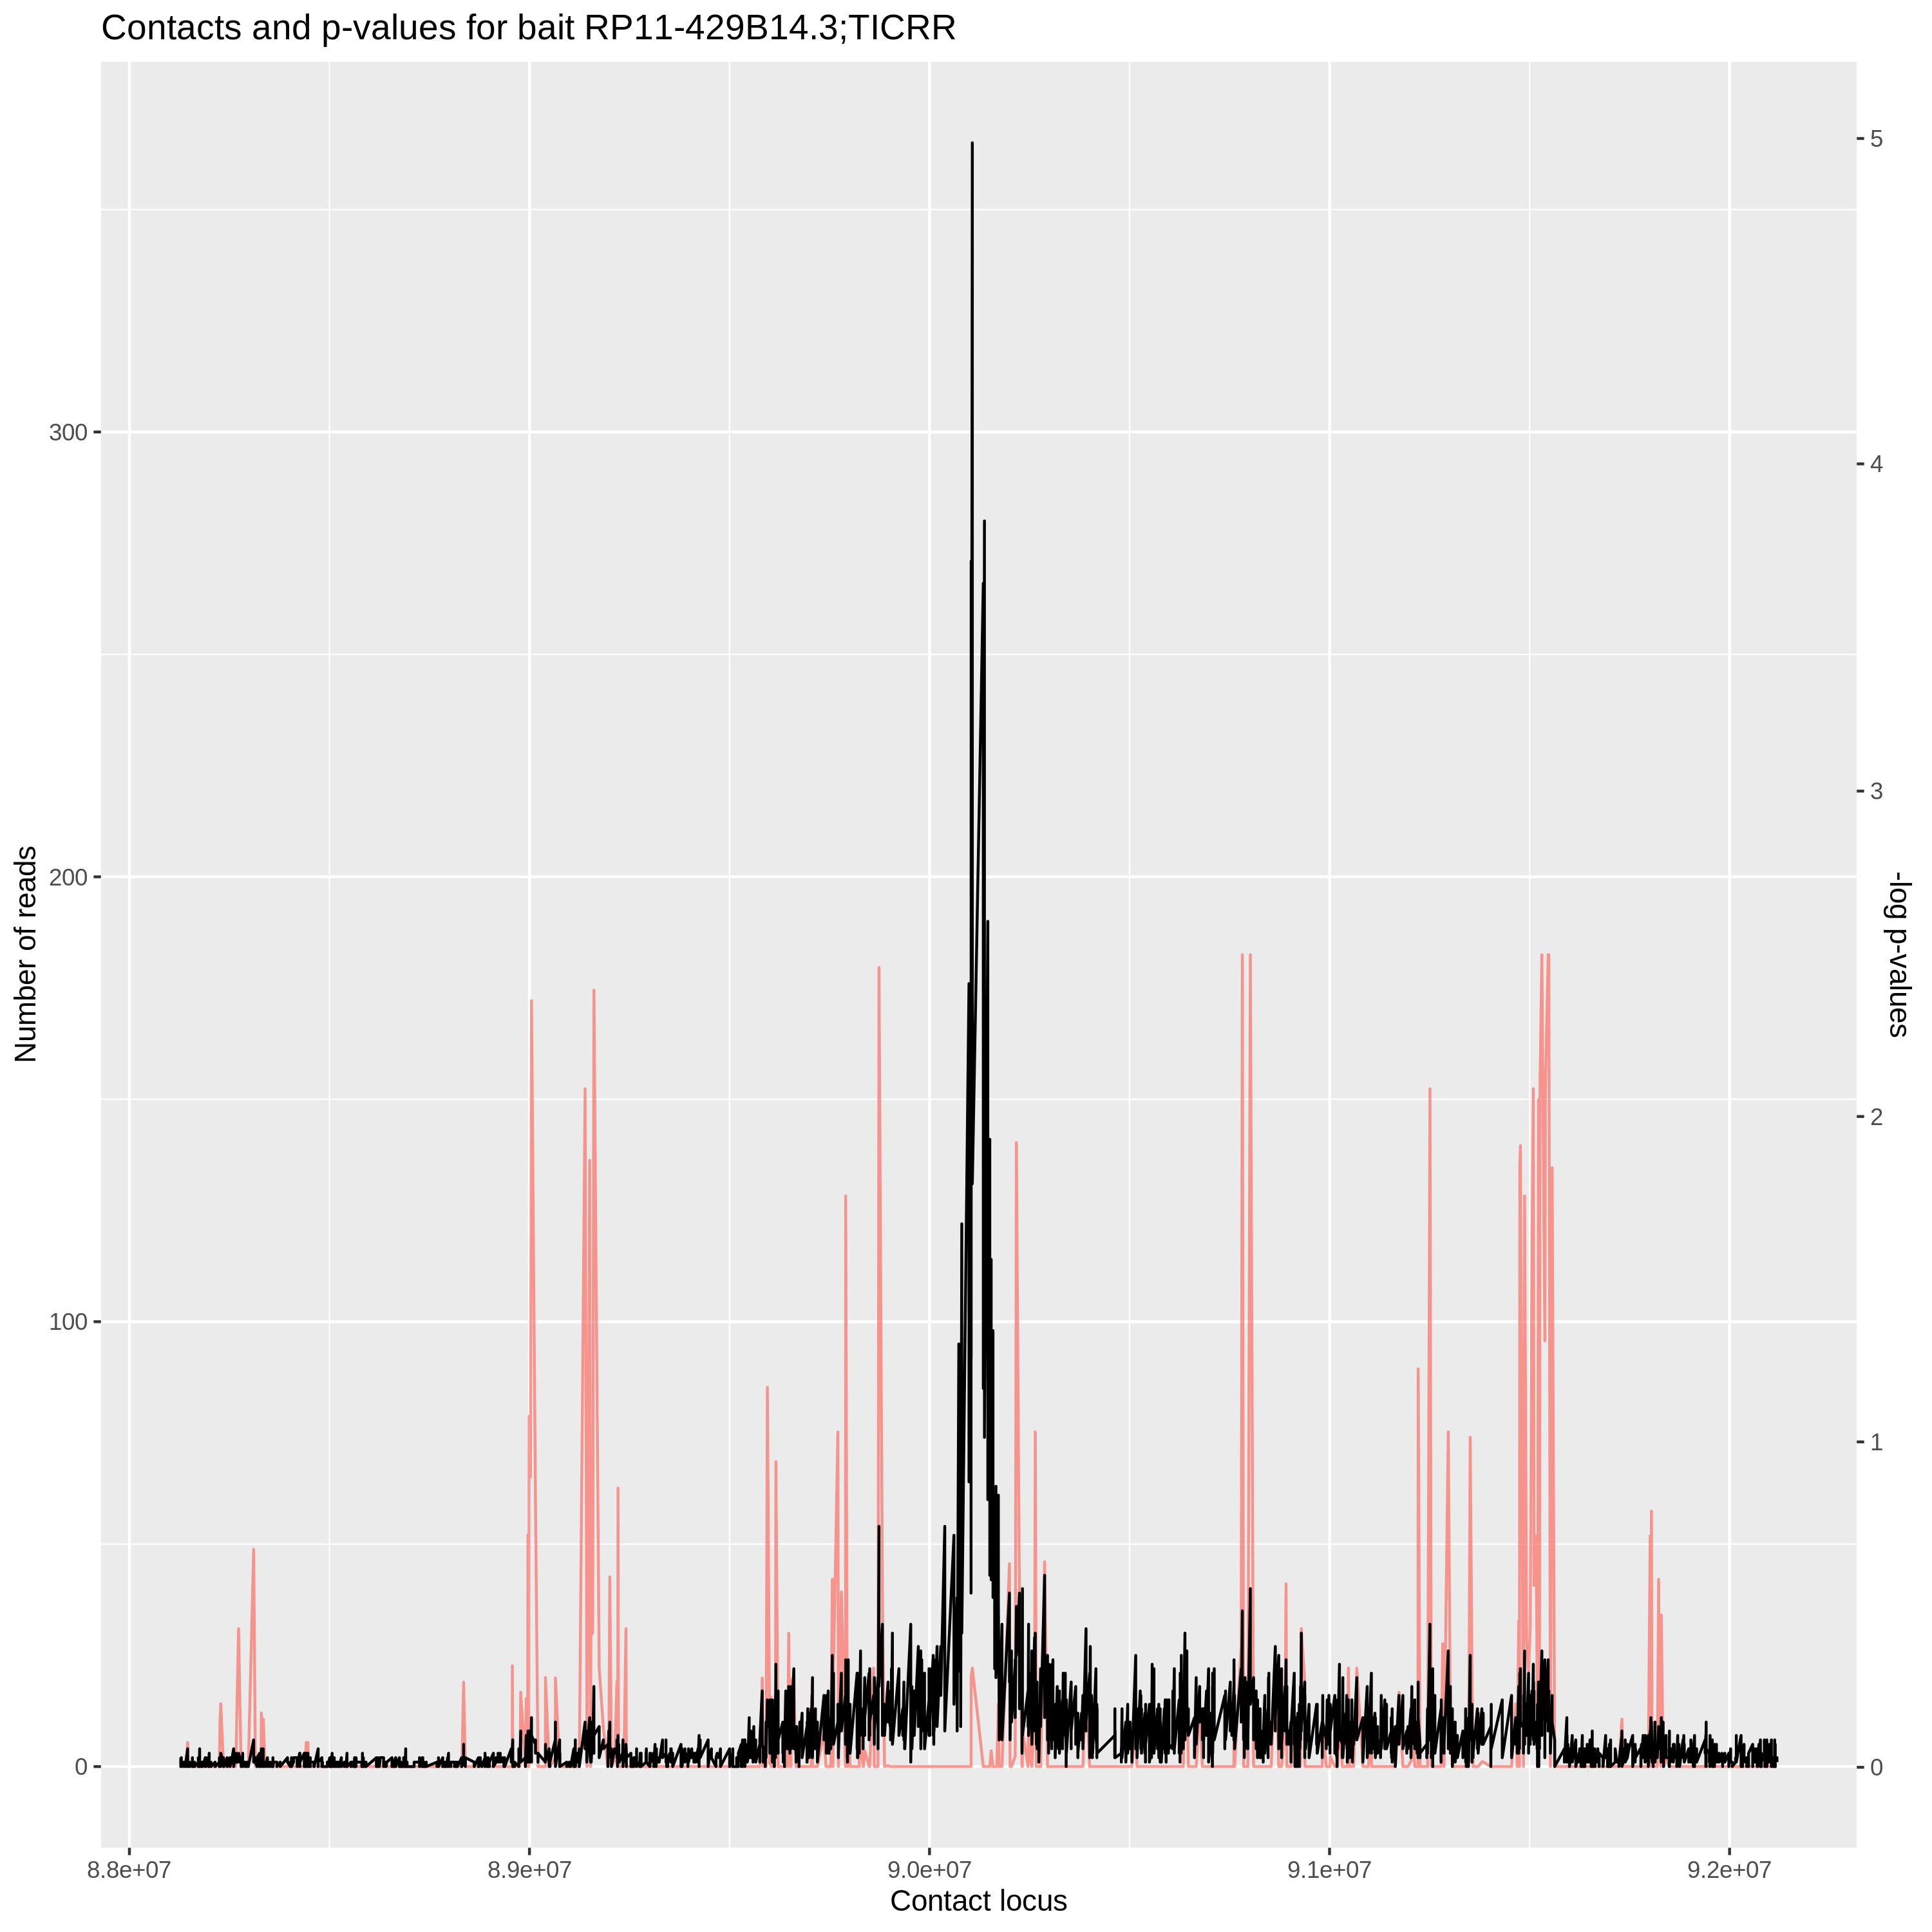 Contacts and p-values for bait RP11-429B14.3;TICRR
Number of reads
300
200
100
0
5
4
3
2
1
0
-log p-values
8.8e+07 8.9e+07 9.0e+07 9.1e+07 9.2e+07
Contact locus